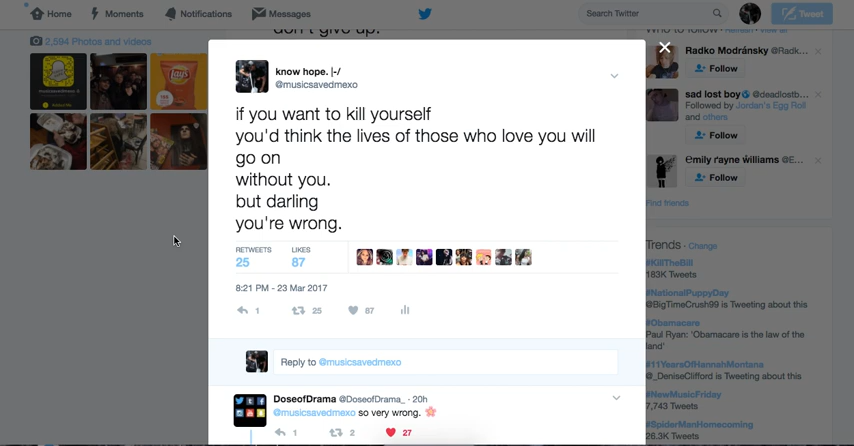 Home
Moments
Notifications
Messages
Search Twitter
Tweet
2,594 Photos and videos
don't give up.
know hope. |-/
@musicsavedmexo
if you want to kill yourself
you'd think the lives of those who love you will
go on
without you.
but darling
you're wrong.
RETWEETS
25
LIKES
87
8:21 PM - 23 Mar 2017
1
25
87
Reply to @musicsavedmexo
DoseofDrama @DoseofDrama_ · 20h
@musicsavedmexo so very wrong.
1
2
27
Who to follow · Refresh · View all
Radko Modránsky @Radk...
Follow
sad lost boy @deadlostb...
Followed by Jordan's Egg Roll
and others
Follow
emily rayne williams @E...
Follow
Find friends
Trends · Change
#KillTheBill
183K Tweets
#NationalPuppyDay
@BigTimeCrush99 is Tweeting about this
#Obamacare
Paul Ryan: 'Obamacare is the law of the
land'
#11YearsOfHannahMontana
@_DeniseClifford is Tweeting about this
#NewMusicFriday
7,743 Tweets
#SpiderManHomecoming
26.3K Tweets